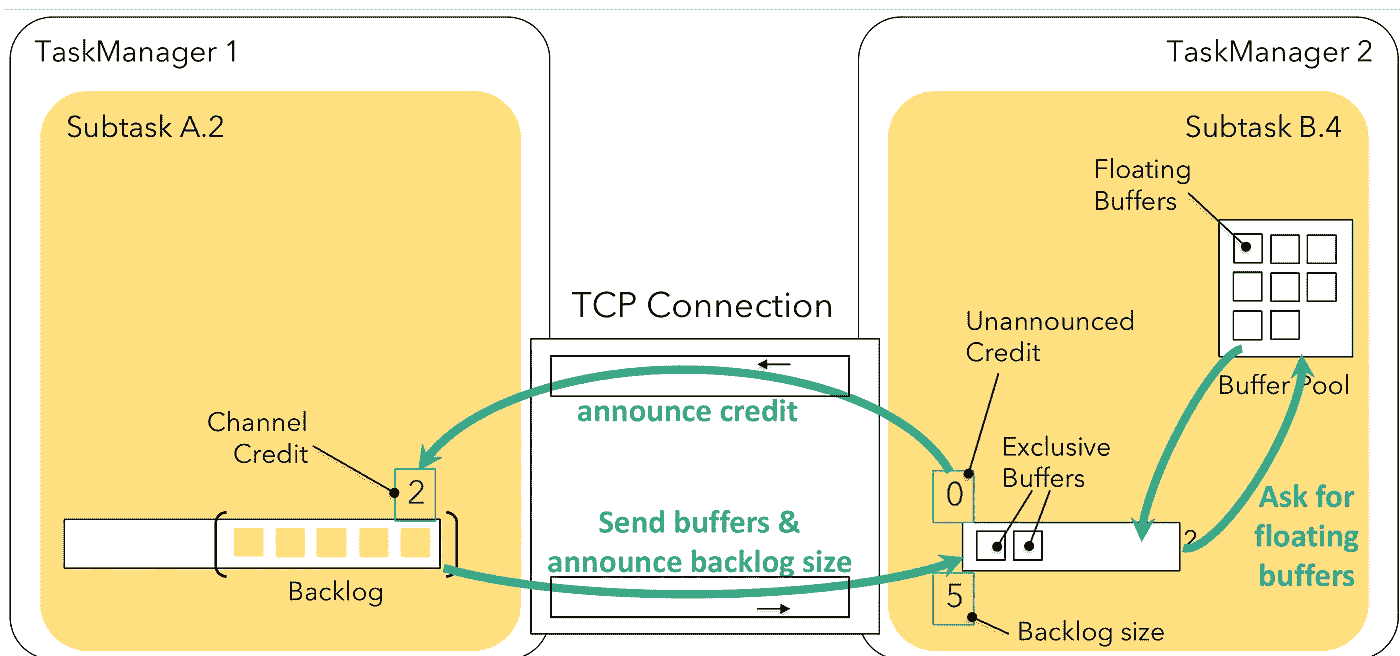 TaskManager 1
TaskManager 2
Subtask A.2
Subtask B.4
Floating
Buffers
TCP Connection
Unannounced
Credit
Buffer Pool
announce credit
Channel
Credit
2
Exclusive
Buffers
0
Ask for
floating
buffers
Send buffers &
announce backlog size
2
Backlog
5
Backlog size